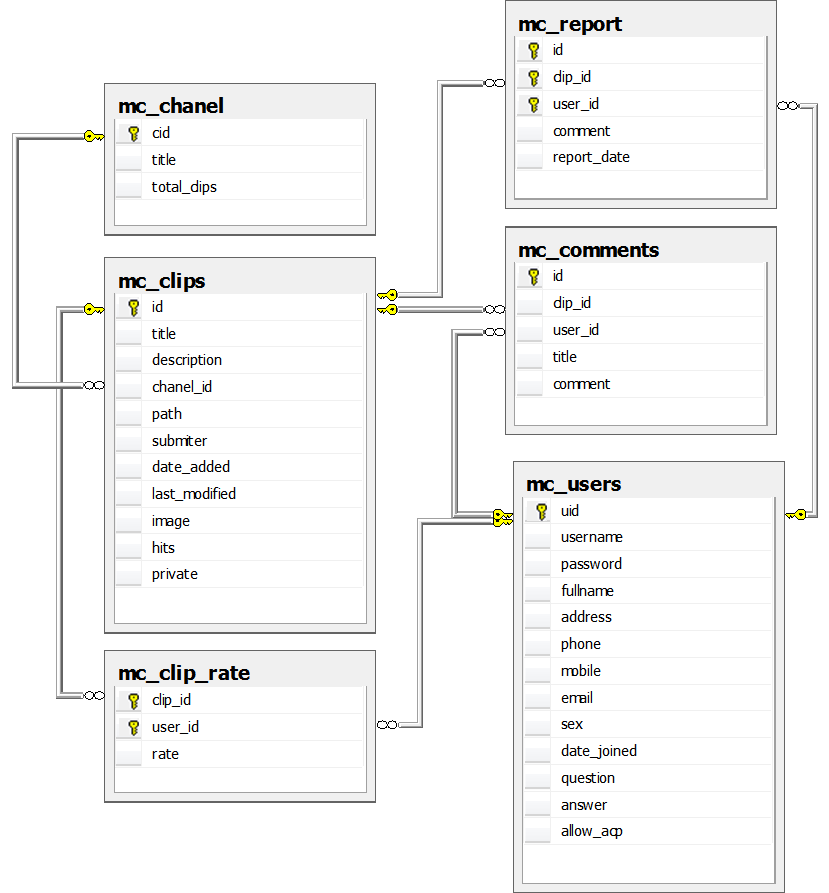 mc_chanel
cid
title
total_clips
mc_clips
id
title
description
chanel_id
path
submiter
date_added
last_modified
image
hits
private
mc_clip_rate
clip_id
user_id
rate
mc_report
id
clip_id
user_id
comment
report_date
mc_comments
id
clip_id
user_id
title
comment
mc_users
uid
username
password
fullname
address
phone
mobile
email
sex
date_joined
question
answer
allow_acp